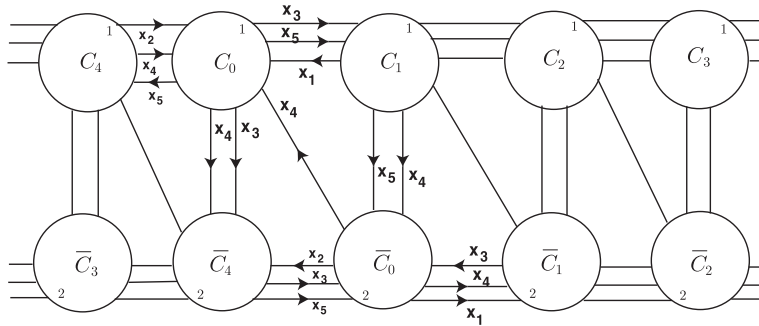 x₃
1 1 1 1 1
x₂ x₅
C₄ x₄ C₀ x₁ C₁ C₂ C₃
x₅
x₄
x₄ x₃
x₅ x₄
C̅₃ C̅₄ x₂ C̅₀ x₃ C̅₁ C̅₂
x₃ x₄
2 2 x₅ 2 x₁ 2 2